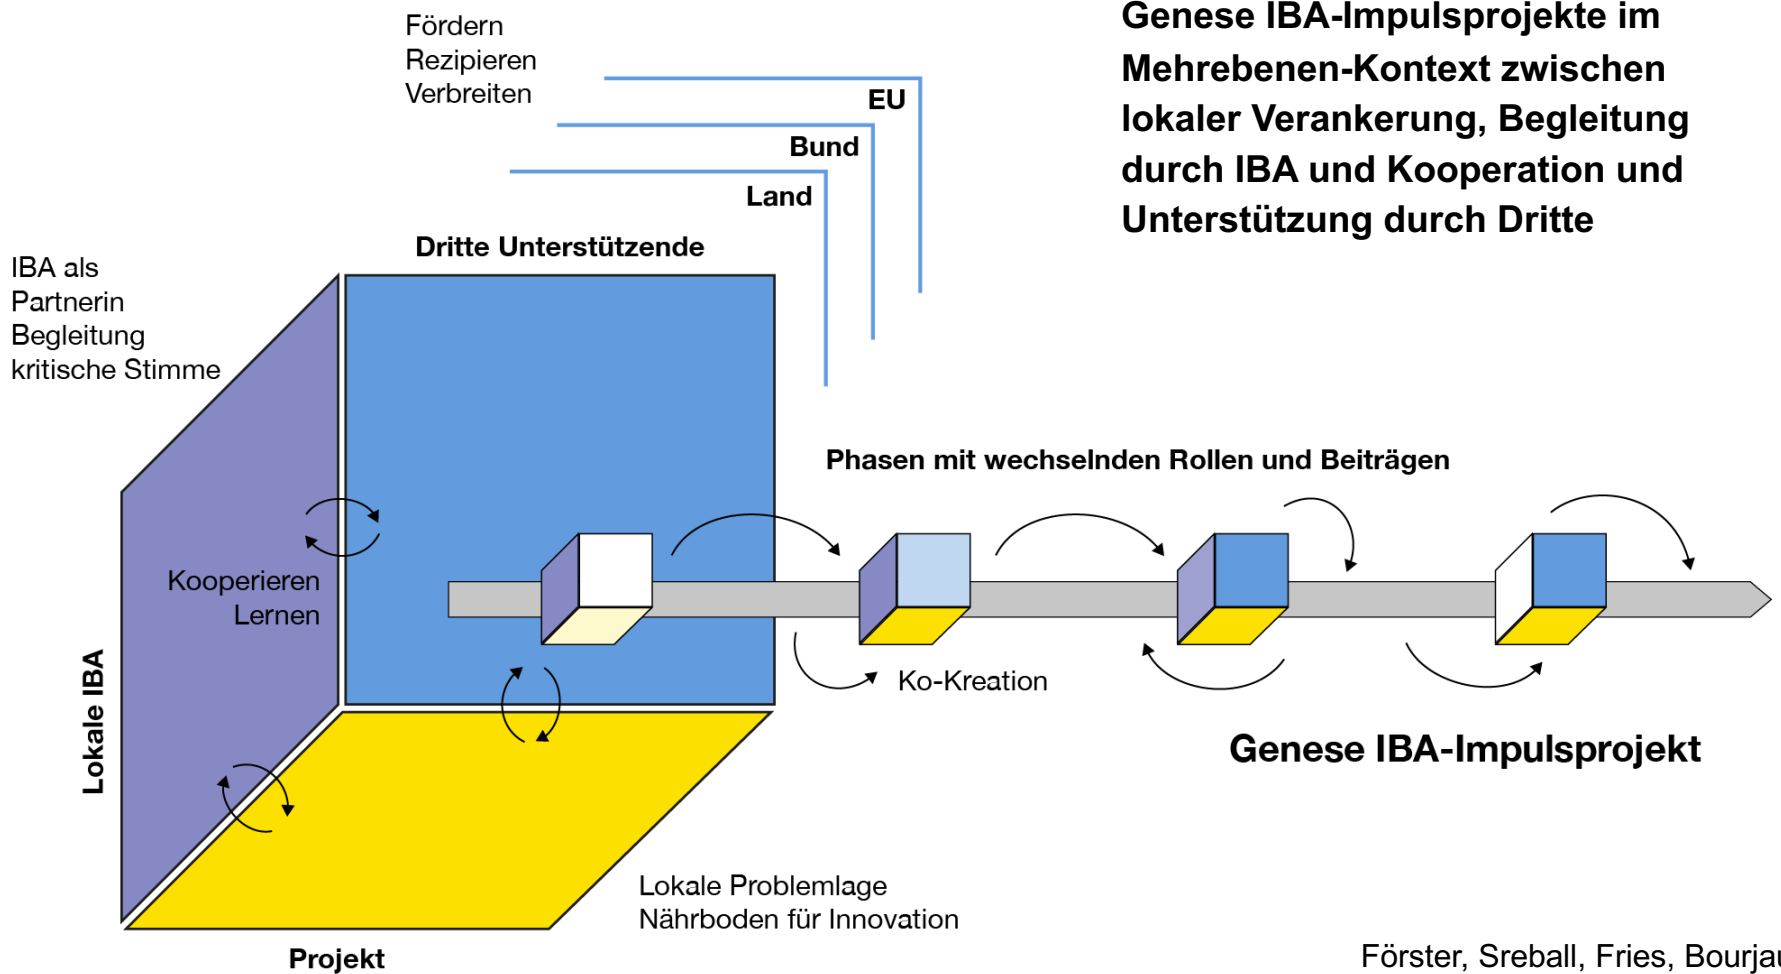 Genese IBA-Impulsprojekte im
Mehrebenen-Kontext zwischen
lokaler Verankerung, Begleitung
durch IBA und Kooperation und
Unterstützung durch Dritte
Fördern
Rezipieren
Verbreiten
EU
Bund
Land
Dritte Unterstützende
IBA als
Partnerin
Begleitung
kritische Stimme
Phasen mit wechselnden Rollen und Beiträgen
Kooperieren
Lernen
Lokale IBA
Ko-Kreation
Genese IBA-Impulsprojekt
Lokale Problemlage
Nährboden für Innovation
Projekt
Förster, Sreball, Fries,